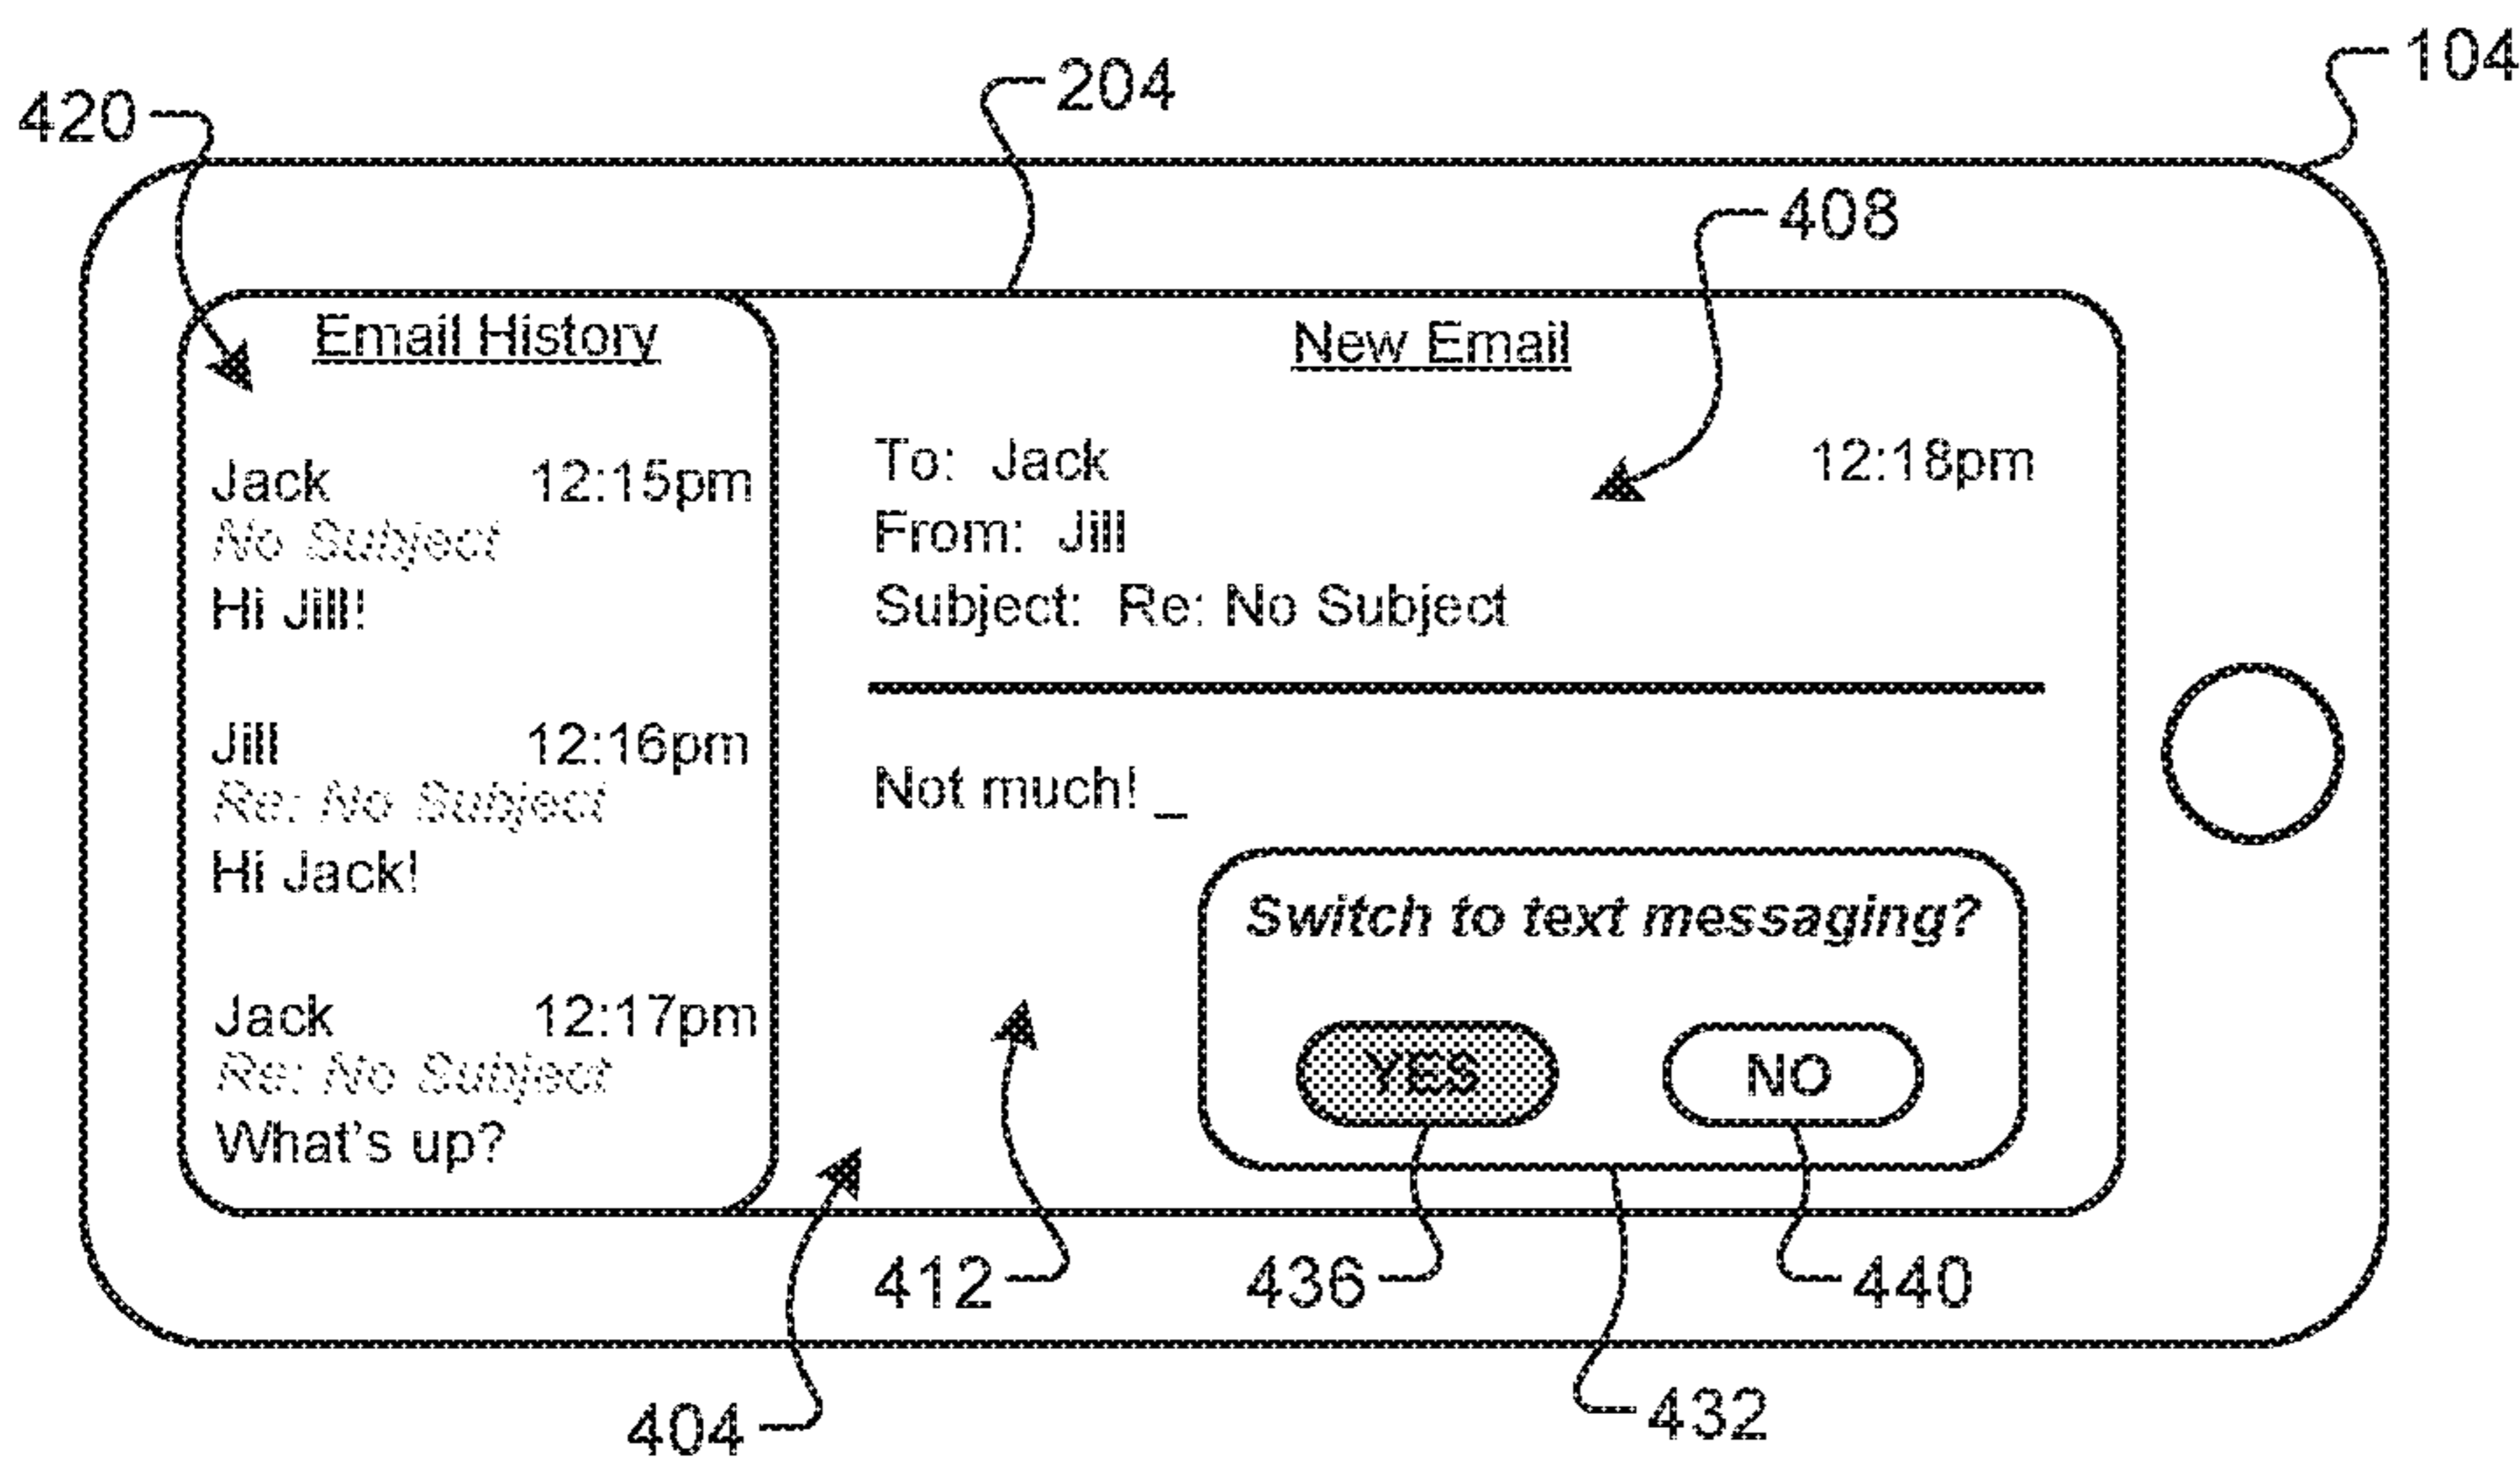 104
204
420
408
Email History
Jack 12:15pm
No Subject
Hi Jill!
Jill 12:16pm
Re: No Subject
Hi Jack!
Jack 12:17pm
Re: No Subject
What's up?
New Email
To: Jack 12:18pm
From: Jill
Subject: Re: No Subject
Not much! _
Switch to text messaging?
YES NO
412 436 440
404 432